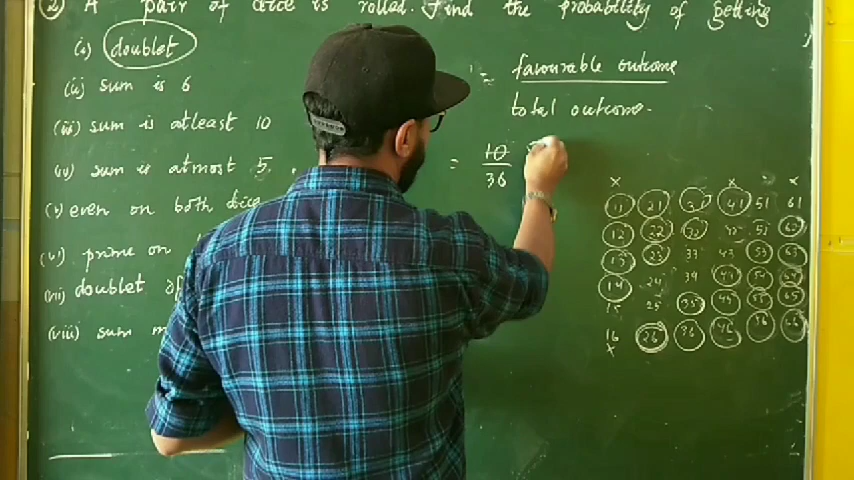 (2) A pair of dice is rolled. Find the probability of getting
(i) doublet
(ii) sum is 6
(iii) sum is atleast 10
(iv) sum is atmost 5.
(v) even on both dice
(vi) prime on
(vii) doublet of
(viii) sum
= favourable outcome
total outcome.
= 10
36
x x x
11 21 31 41 51 61
12 22 32 42 52 62
13 23 33 43 53 63
14 24 34 44 54 64
15 25 35 45 55 65
16 26 36 46 56 66
x